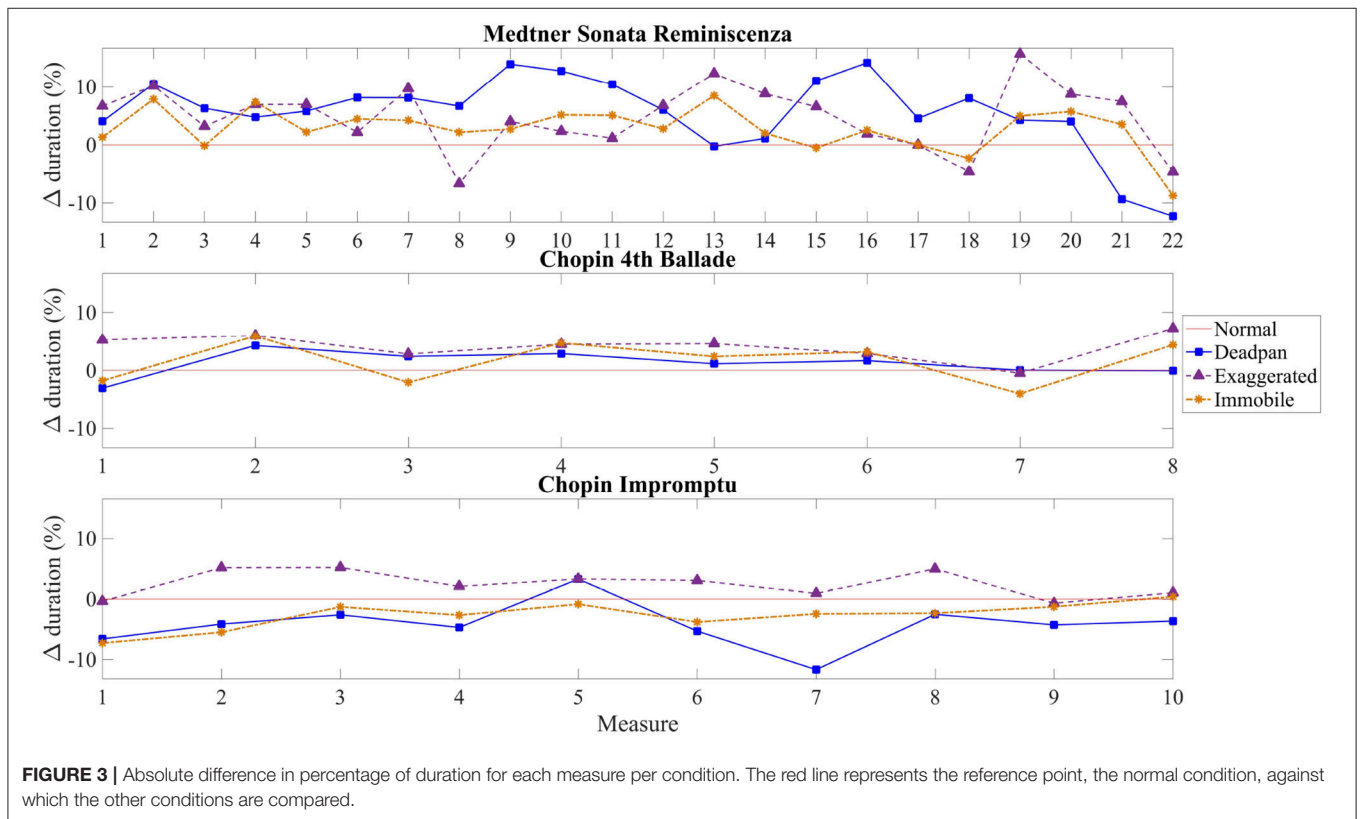 Medtner Sonata Reminiscenza
Δ duration (%)
10
0
-10
1 2 3 4 5 6 7 8 9 10 11 12 13 14 15 16 17 18 19 20 21 22
Chopin 4th Ballade
Δ duration (%)
10
0
-10
1 2 3 4 5 6 7 8
Normal
Deadpan
Exaggerated
Immobile
Chopin Impromptu
Δ duration (%)
10
0
-10
1 2 3 4 5 6 7 8 9 10
Measure
FIGURE 3 | Absolute difference in percentage of duration for each measure per condition. The red line represents the reference point, the normal condition, against
which the other conditions are compared.